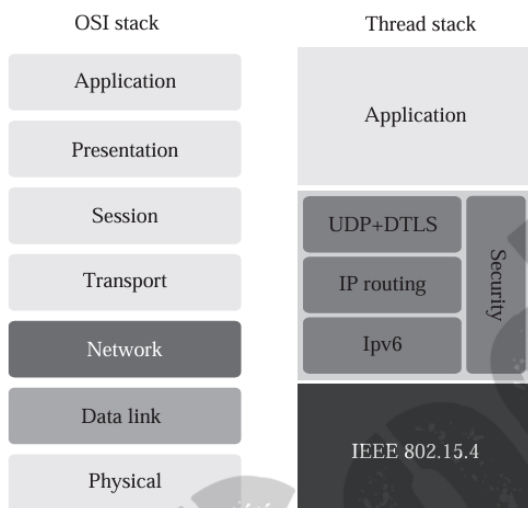 OSI stack
Application
Presentation
Session
Transport
Network
Data link
Physical
Thread stack
Application
UDP+DTLS
IP routing
Ipv6
Security
IEEE 802.15.4